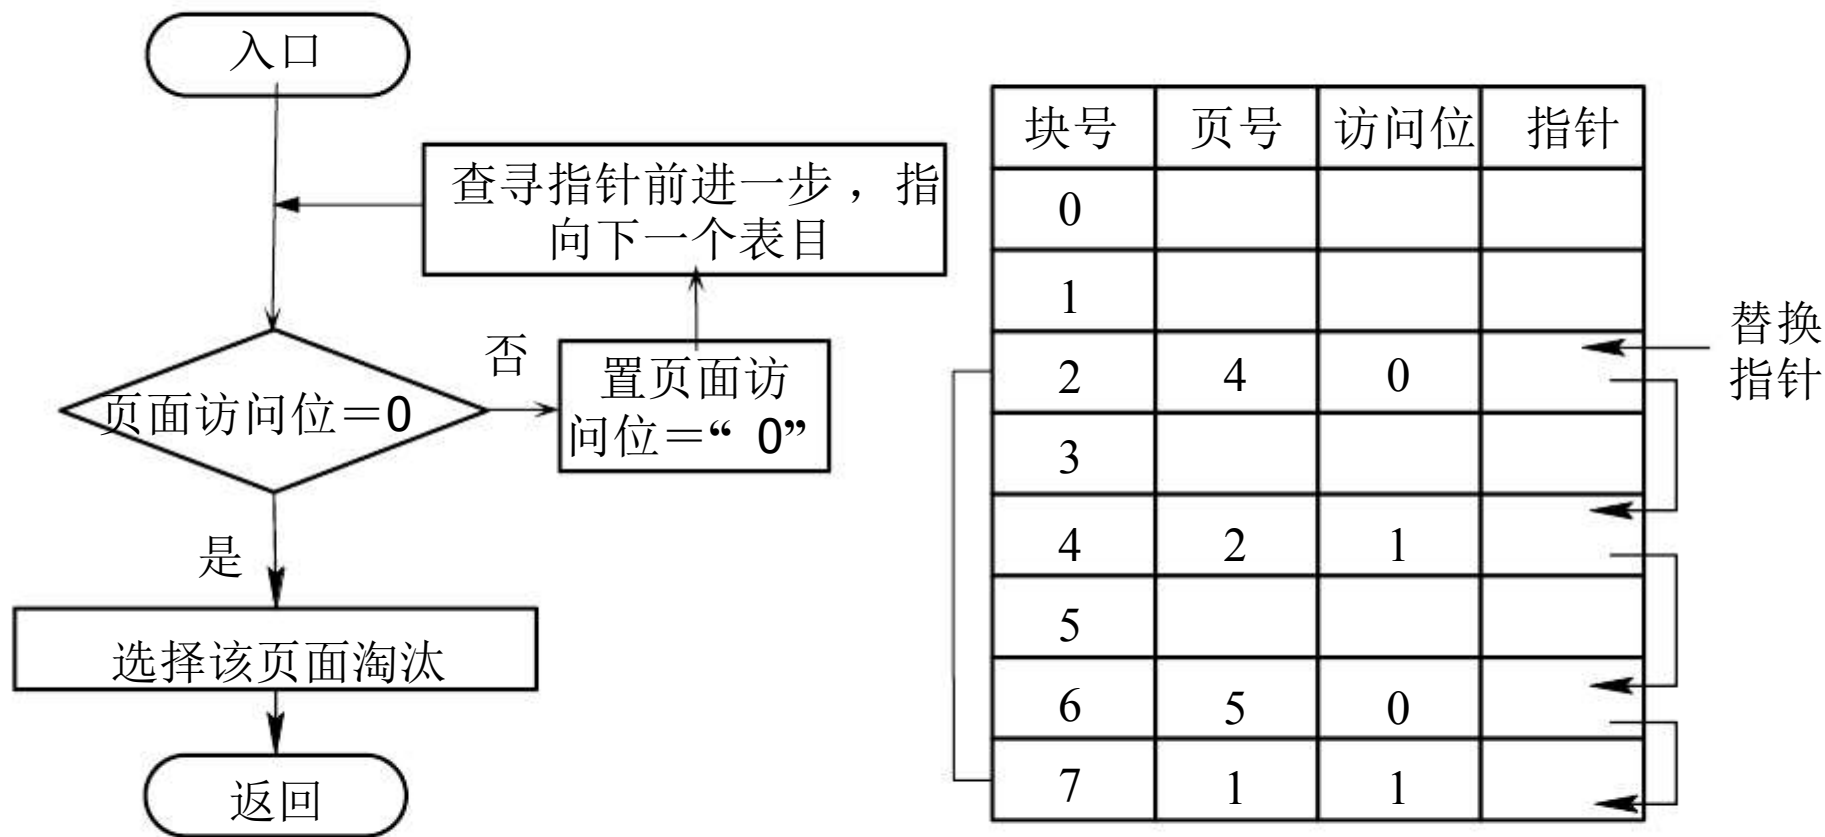 入口
查寻指针前进一步，指
向下一个表目
否
页面访问位＝0
置页面访
问位＝“ 0”
是
选择该页面淘汰
返回
块号 页号 访问位 指针
0
1
2 4 0
3
4 2 1
5
6 5 0
7 1 1
替换
指针